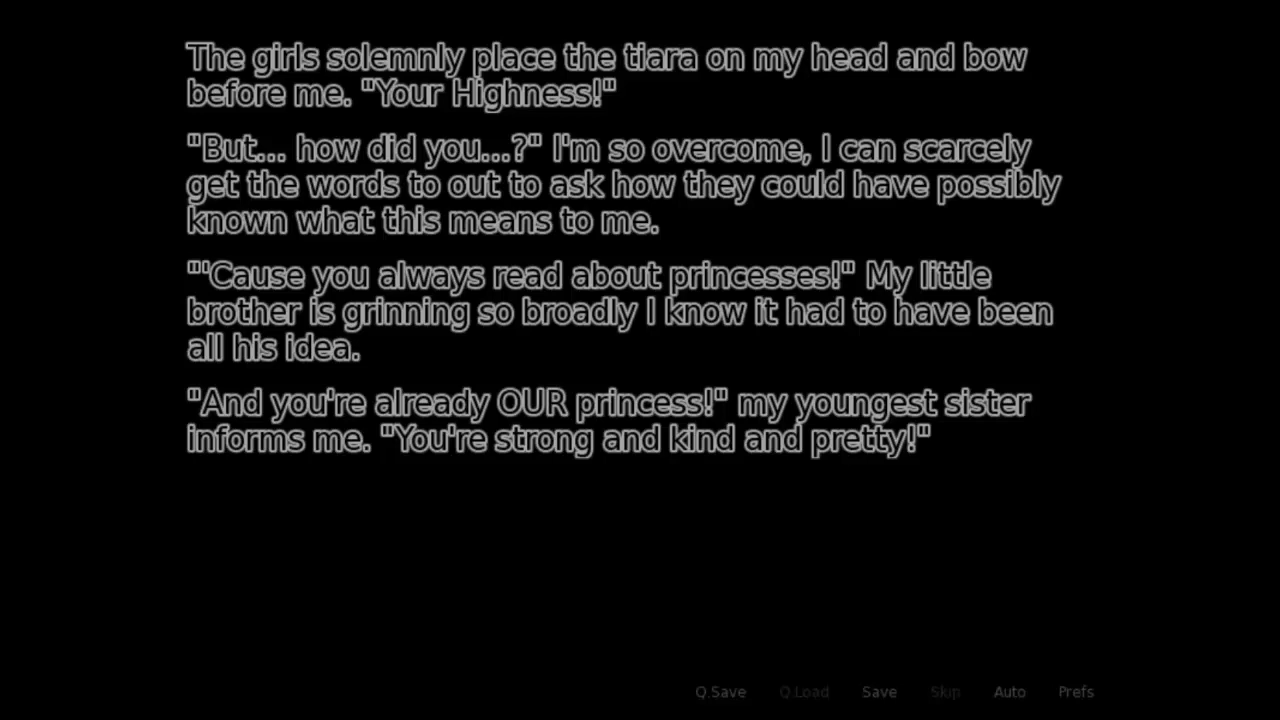 The girls solemnly place the tiara on my head and bow
before me. "Your Highness!"
"But... how did you...?" I'm so overcome, I can scarcely
get the words to out to ask how they could have possibly
known what this means to me.
"'Cause you always read about princesses!" My little
brother is grinning so broadly I know it had to have been
all his idea.
"And you're already OUR princess!" my youngest sister
informs me. "You're strong and kind and pretty!"
Q.Save Q.Load Save Skip Auto Prefs